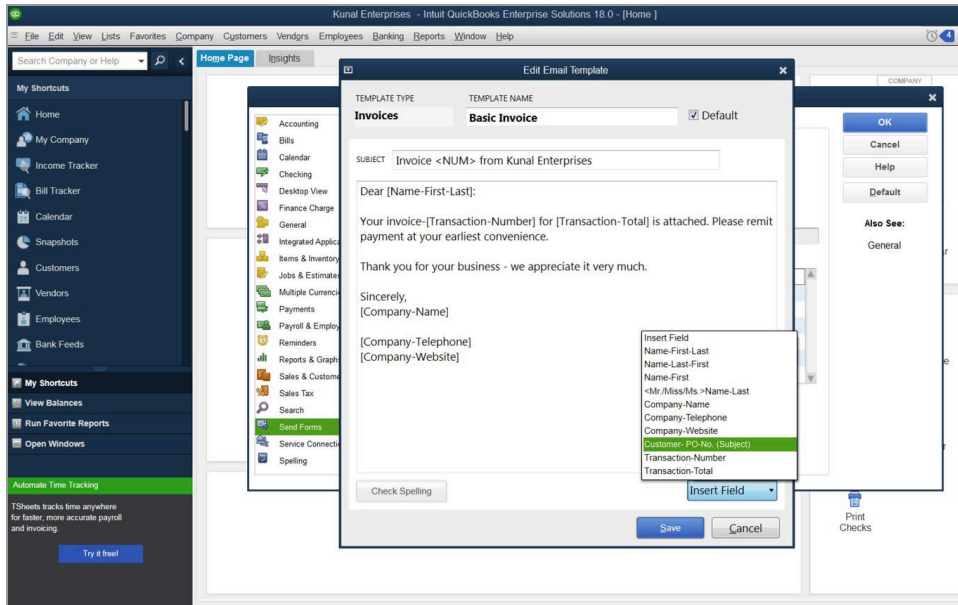 Kunal Enterprises - Intuit QuickBooks Enterprise Solutions 18.0 - [Home ]
File Edit View Lists Favorites Company Customers Vendors Employees Banking Reports Window Help
4
Search Company or Help
Home Page Insights
My Shortcuts
Home
My Company
Income Tracker
Bill Tracker
Calendar
Snapshots
Customers
Vendors
Employees
Bank Feeds
My Shortcuts
View Balances
Run Favorite Reports
Open Windows
Automate Time Tracking
TSheets tracks time anywhere
for faster, more accurate payroll
and invoicing.
Try it free!
Accounting
Bills
Calendar
Checking
Desktop View
Finance Charge
General
Integrated Applica
Items & Inventory
Jobs & Estimates
Multiple Currenci
Payments
Payroll & Employ
Reminders
Reports & Graphs
Sales & Custome
Sales Tax
Search
Send Forms
Service Connecti
Spelling
Edit Email Template
TEMPLATE TYPE TEMPLATE NAME
Invoices Basic Invoice Default
SUBJECT Invoice <NUM> from Kunal Enterprises
Dear [Name-First-Last]:
Your invoice-[Transaction-Number] for [Transaction-Total] is attached. Please remit
payment at your earliest convenience.
Thank you for your business - we appreciate it very much.
Sincerely,
[Company-Name]
[Company-Telephone]
[Company-Website]
Insert Field
Name-First-Last
Name-Last-First
Name-First
<Mr./Miss/Ms.>Name-Last
Company-Name
Company-Telephone
Company-Website
Customer- PO-No. (Subject)
Transaction-Number
Transaction-Total
Check Spelling
Insert Field
Save Cancel
COMPANY
OK
Cancel
Help
Default
Also See:
General
Print
Checks